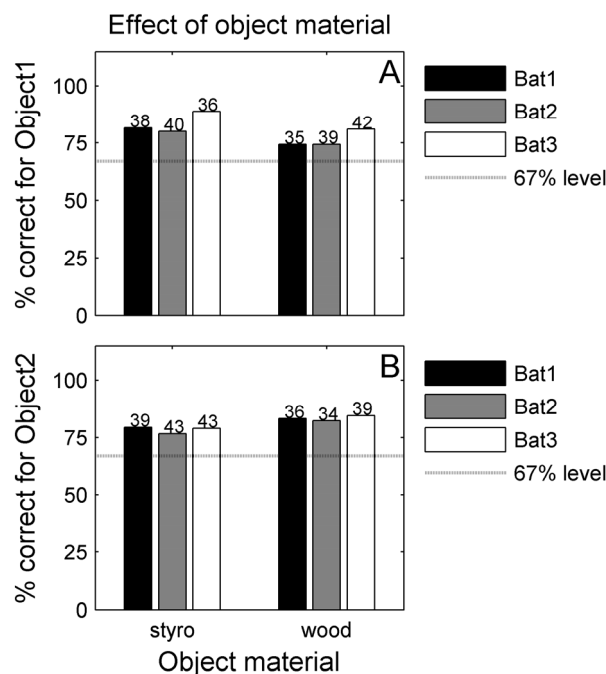 Effect of object material
A
% correct for Object1
100
75
50
25
0
38
40
36
35
39
42
Bat1
Bat2
Bat3
67% level
B
% correct for Object2
100
75
50
25
0
39
43
43
36
34
39
Bat1
Bat2
Bat3
67% level
styro
wood
Object material